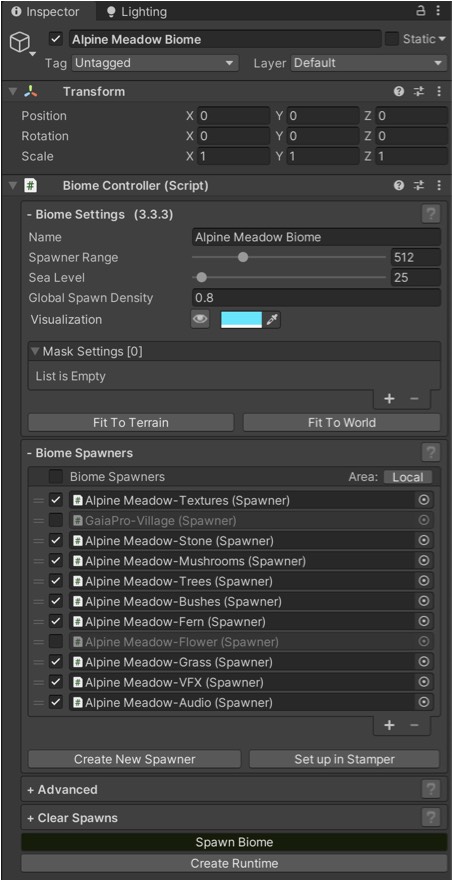 Inspector Lighting
Alpine Meadow Biome Static
Tag Untagged Layer Default
Transform
Position X 0 Y 0 Z 0
Rotation X 0 Y 0 Z 0
Scale X 1 Y 1 Z 1
# Biome Controller (Script)
- Biome Settings (3.3.3) ?
Name Alpine Meadow Biome
Spawner Range 512
Sea Level 25
Global Spawn Density 0.8
Visualization
Mask Settings [0]
List is Empty
+ −
Fit To Terrain Fit To World
- Biome Spawners ?
Biome Spawners Area: Local
Alpine Meadow-Textures (Spawner)
GaiaPro-Village (Spawner)
Alpine Meadow-Stone (Spawner)
Alpine Meadow-Mushrooms (Spawner)
Alpine Meadow-Trees (Spawner)
Alpine Meadow-Bushes (Spawner)
Alpine Meadow-Fern (Spawner)
Alpine Meadow-Flower (Spawner)
Alpine Meadow-Grass (Spawner)
Alpine Meadow-VFX (Spawner)
Alpine Meadow-Audio (Spawner)
+ −
Create New Spawner Set up in Stamper
+ Advanced ?
+ Clear Spawns ?
Spawn Biome
Create Runtime